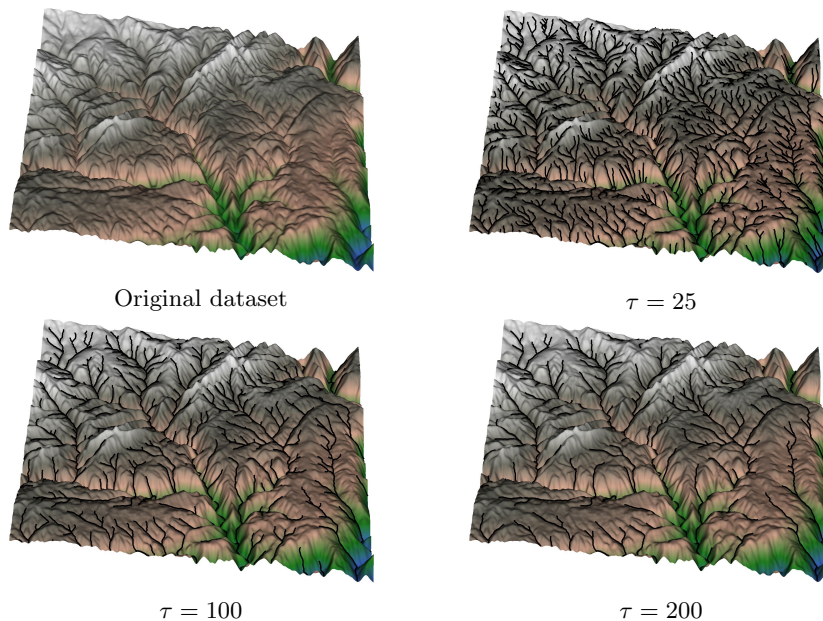 Original dataset
τ = 25
τ = 100
τ = 200